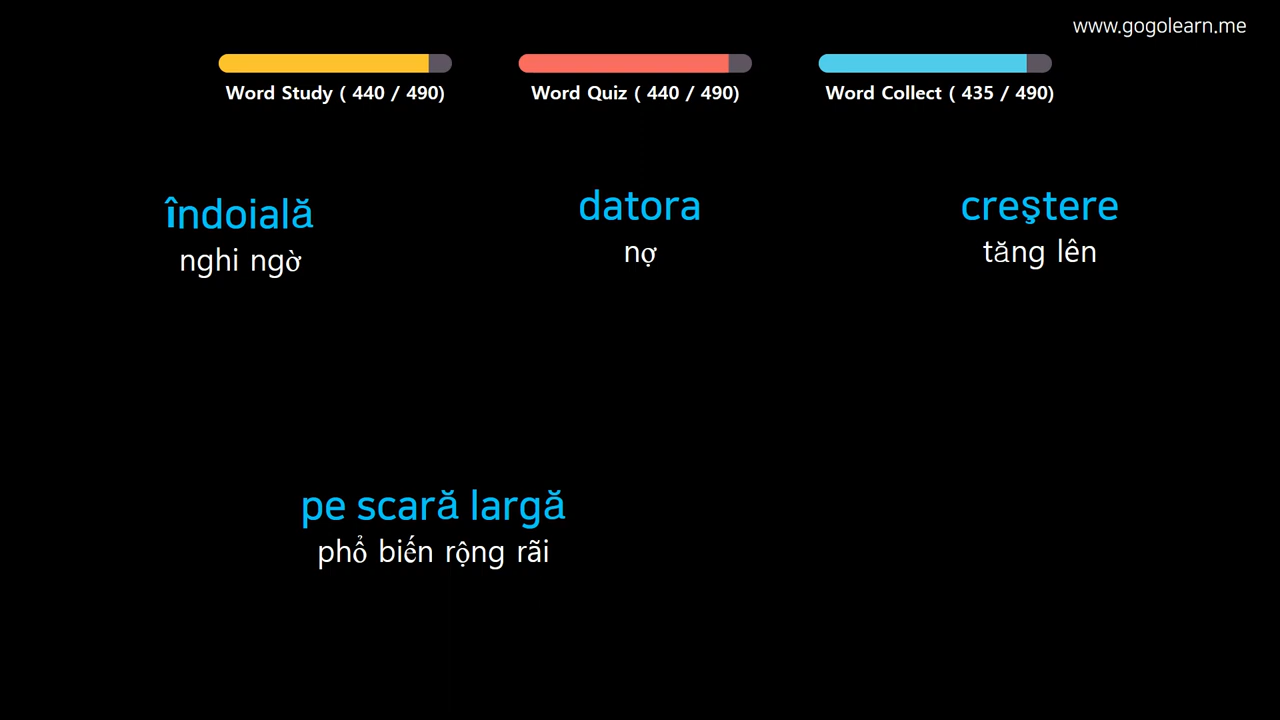 www.gogolearn.me
Word Study ( 440 / 490)
Word Quiz ( 440 / 490)
Word Collect ( 435 / 490)
îndoială
nghi ngờ
datora
nợ
creştere
tăng lên
pe scară largă
phổ biến rộng rãi